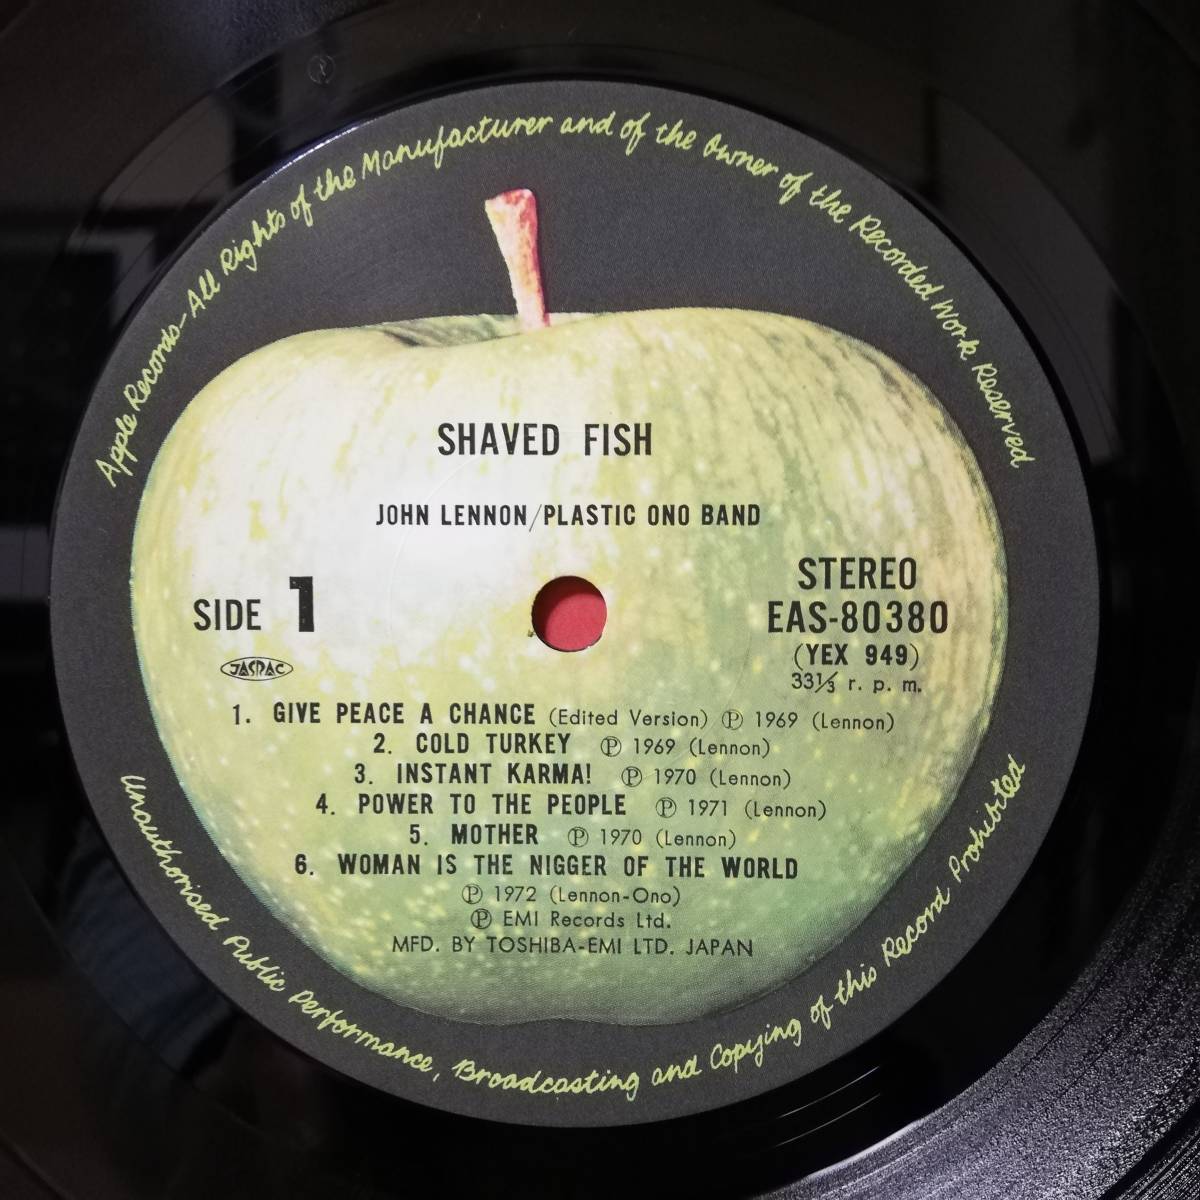 Apple Records-All Rights of the Manufacturer and of the Owner of the Recorded Work Reserved
SHAVED FISH
JOHN LENNON/PLASTIC ONO BAND
SIDE 1
JASRAC
STEREO
EAS-80380
(YEX 949)
33⅓ r. p. m.
1. GIVE PEACE A CHANCE (Edited Version) Ⓟ 1969 (Lennon)
2. COLD TURKEY Ⓟ 1969 (Lennon)
3. INSTANT KARMA! Ⓟ 1970 (Lennon)
4. POWER TO THE PEOPLE Ⓟ 1971 (Lennon)
5. MOTHER Ⓟ 1970 (Lennon)
6. WOMAN IS THE NIGGER OF THE WORLD
Ⓟ 1972 (Lennon-Ono)
Ⓟ EMI Records Ltd.
MFD. BY TOSHIBA-EMI LTD. JAPAN
Unauthorised Public Performance, Broadcasting and Copying of this Record Prohibited